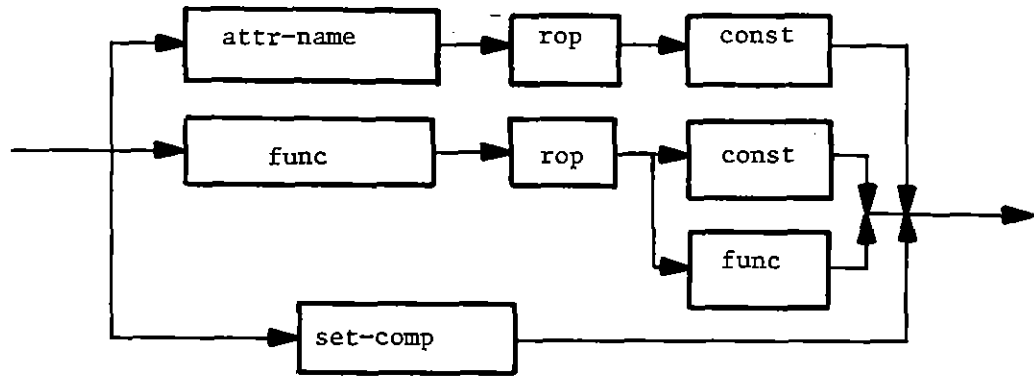 attr-name rop const
func rop const
func
set-comp